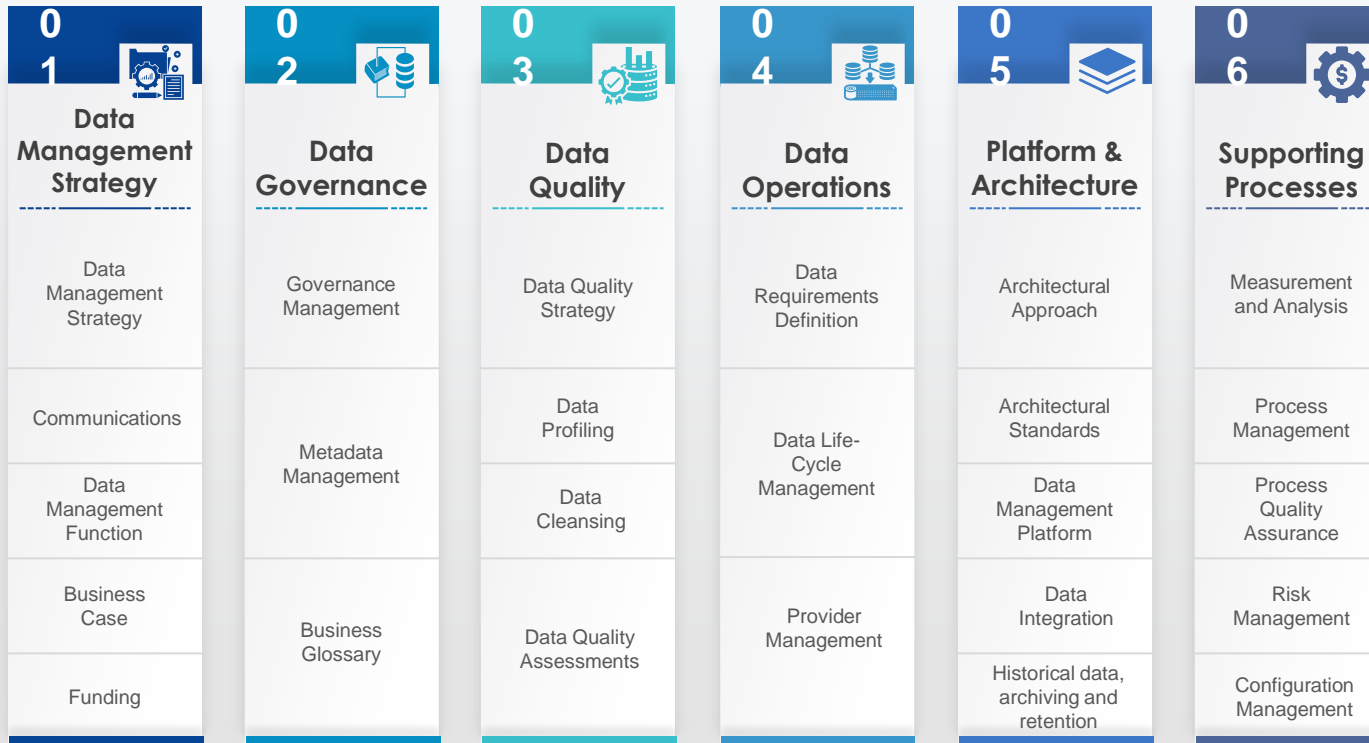 0
1
Data
Management
Strategy
Data
Management
Strategy
Communications
Data
Management
Function
Business
Case
Funding
0
2
Data
Governance
Governance
Management
Metadata
Management
Business
Glossary
0
3
Data
Quality
Data Quality
Strategy
Data
Profiling
Data
Cleansing
Data Quality
Assessments
0
4
Data
Operations
Data
Requirements
Definition
Data Life-
Cycle
Management
Provider
Management
0
5
Platform &
Architecture
Architectural
Approach
Architectural
Standards
Data
Management
Platform
Data
Integration
Historical data,
archiving and
retention
0
6
$
Supporting
Processes
Measurement
and Analysis
Process
Management
Process
Quality
Assurance
Risk
Management
Configuration
Management